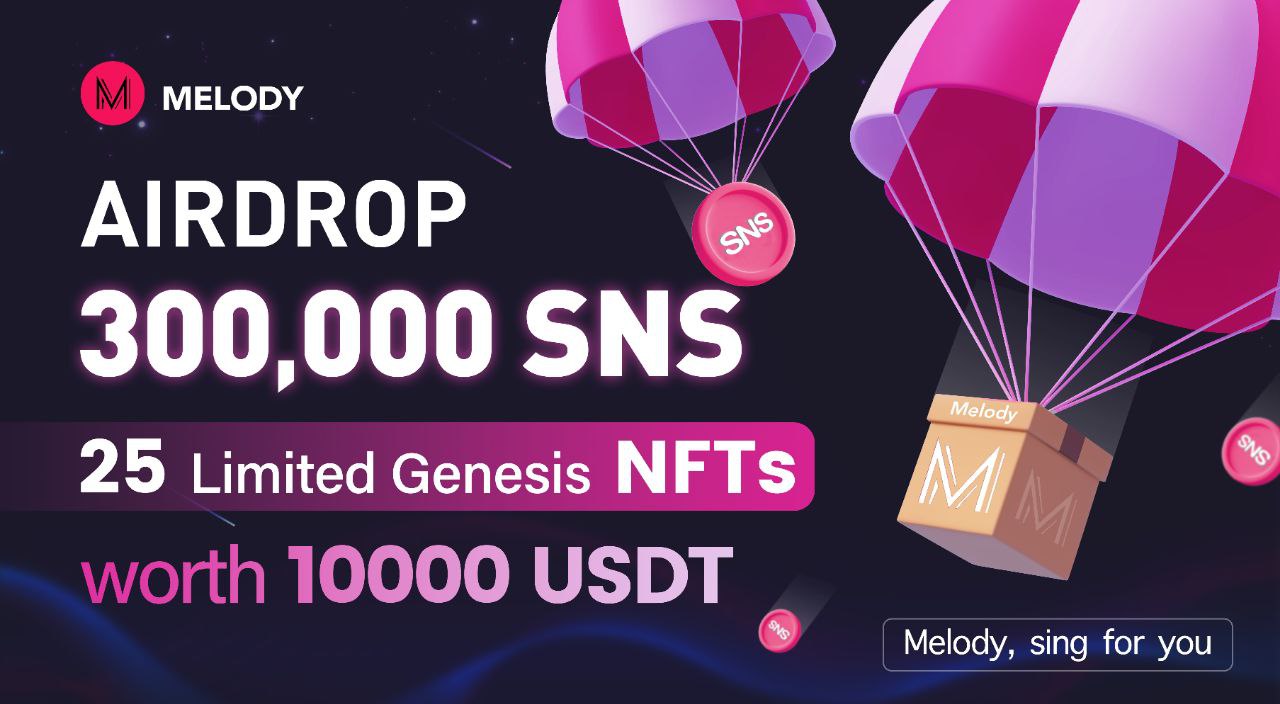 MELODY
AIRDROP
300,000 SNS
25 Limited Genesis NFTs
worth 10000 USDT
SNS
Melody
M
M
SNS
SNS
Melody, sing for you